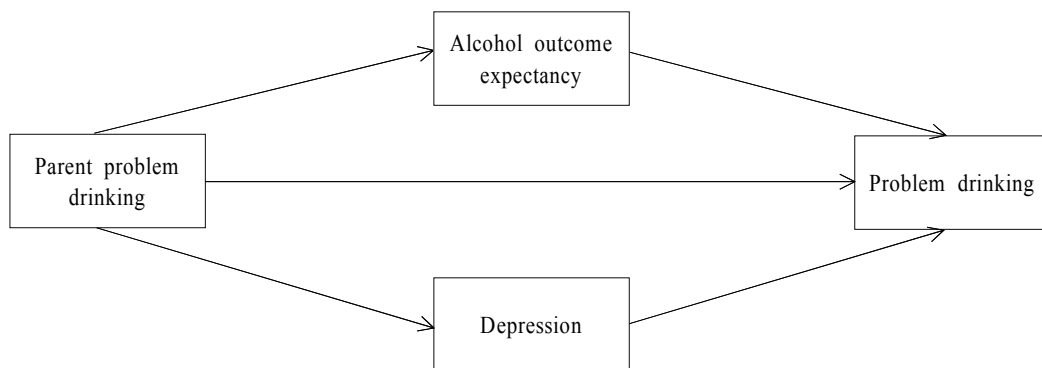 Alcohol outcome
expectancy
Parent problem
drinking
Problem drinking
Depression